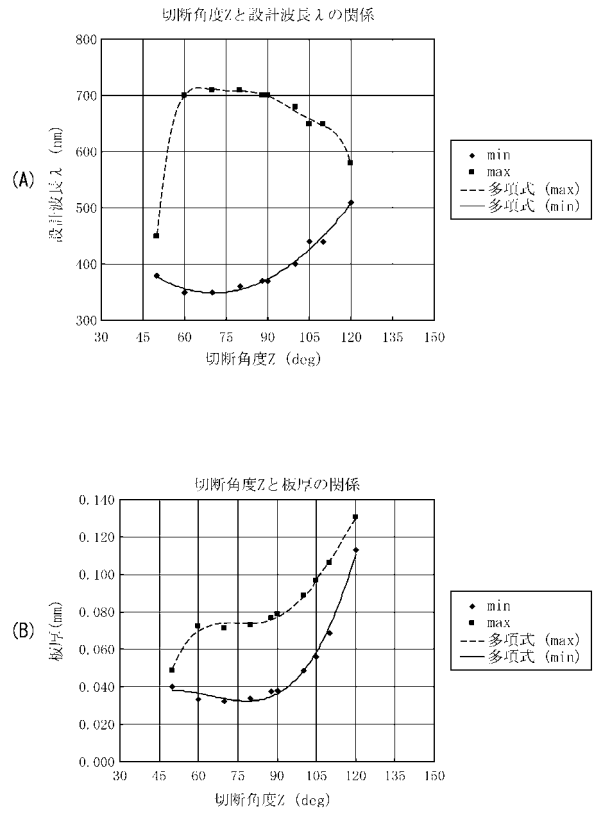 切断角度Zと設計波長λの関係
(A)
設計波長λ (nm)
800
700
600
500
400
300
30 45 60 75 90 105 120 135 150
切断角度Z (deg)
min
max
多項式 (max)
多項式 (min)
切断角度Zと板厚の関係
(B)
板厚(mm)
0.140
0.120
0.100
0.080
0.060
0.040
0.020
0.000
30 45 60 75 90 105 120 135 150
切断角度Z (deg)
min
max
多項式 (max)
多項式 (min)